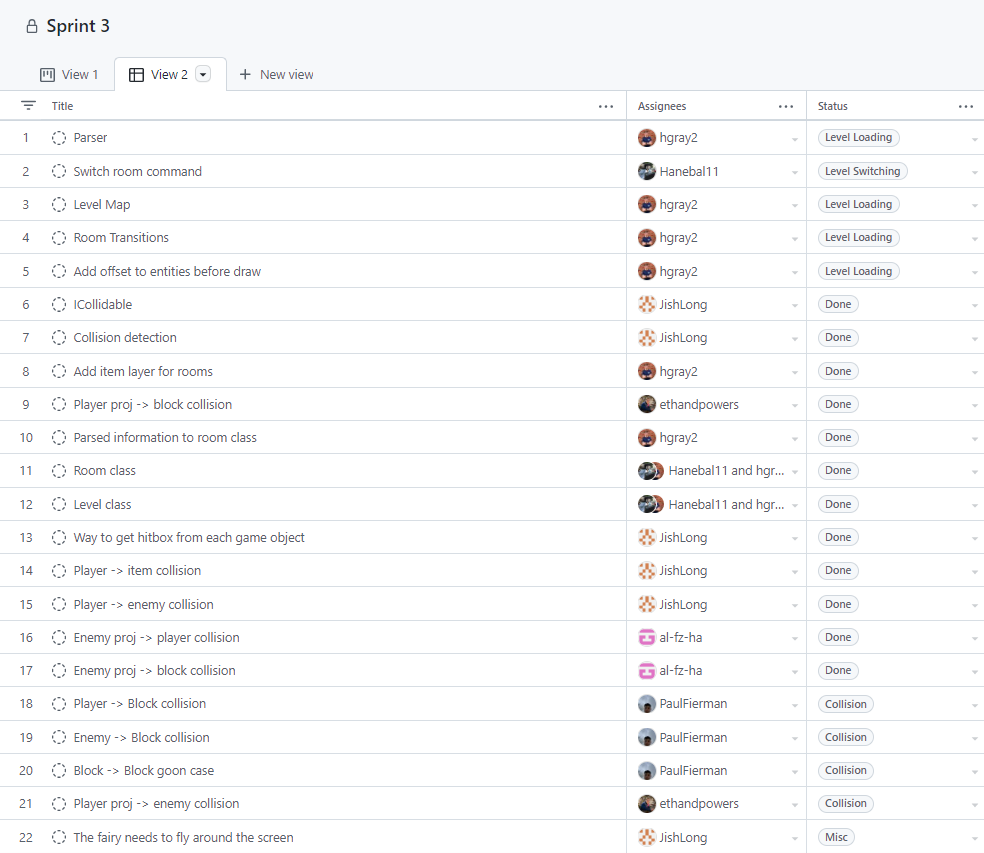 Sprint 3
View 1 View 2 + New view
Title ... Assignees ... Status ...
1 Parser hgray2 Level Loading
2 Switch room command Hanebal11 Level Switching
3 Level Map hgray2 Level Loading
4 Room Transitions hgray2 Level Loading
5 Add offset to entities before draw hgray2 Level Loading
6 ICollidable JishLong Done
7 Collision detection JishLong Done
8 Add item layer for rooms hgray2 Done
9 Player proj -> block collision ethandpowers Done
10 Parsed information to room class hgray2 Done
11 Room class Hanebal11 and hgr... Done
12 Level class Hanebal11 and hgr... Done
13 Way to get hitbox from each game object JishLong Done
14 Player -> item collision JishLong Done
15 Player -> enemy collision JishLong Done
16 Enemy proj -> player collision al-fz-ha Done
17 Enemy proj -> block collision al-fz-ha Done
18 Player -> Block collision PaulFierman Collision
19 Enemy -> Block collision PaulFierman Collision
20 Block -> Block goon case PaulFierman Collision
21 Player proj -> enemy collision ethandpowers Collision
22 The fairy needs to fly around the screen JishLong Misc